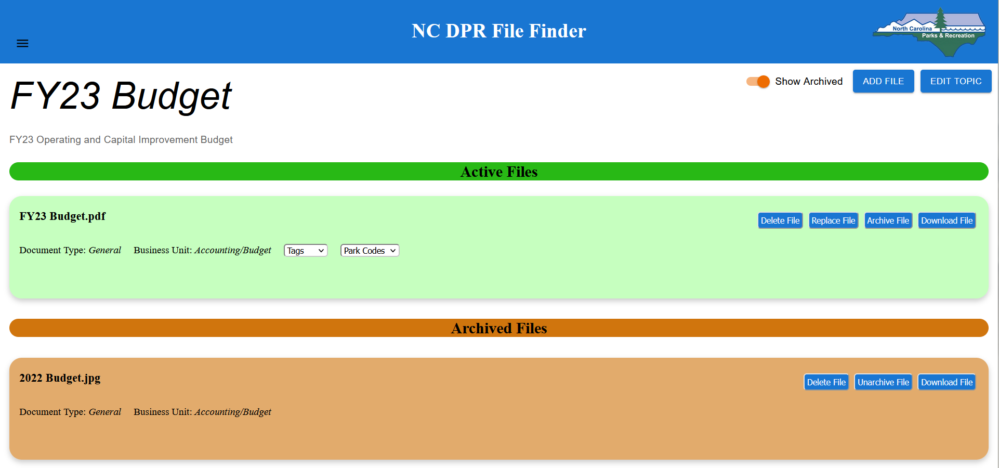 NC DPR File Finder
North Carolina
Parks & Recreation
FY23 Budget
Show Archived
ADD FILE
EDIT TOPIC
FY23 Operating and Capital Improvement Budget
Active Files
FY23 Budget.pdf
Delete File
Replace File
Archive File
Download File
Document Type: General
Business Unit: Accounting/Budget
Tags
Park Codes
Archived Files
2022 Budget.jpg
Delete File
Unarchive File
Download File
Document Type: General
Business Unit: Accounting/Budget